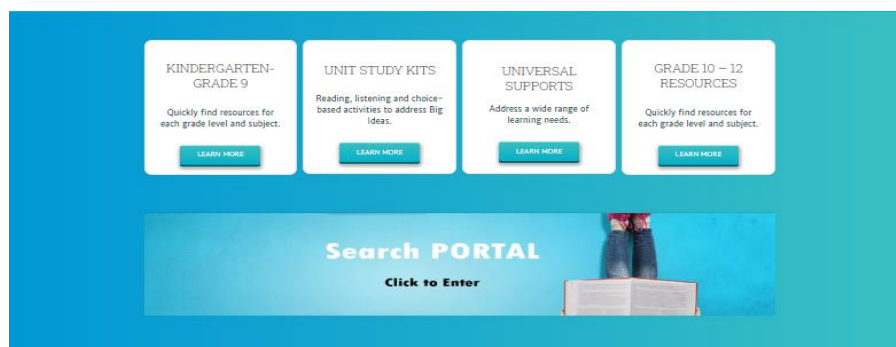 KINDERGARTEN-
GRADE 9
Quickly find resources for
each grade level and subject.
LEARN MORE
UNIT STUDY KITS
Reading, listening and choice-
based activities to address Big
Ideas.
LEARN MORE
UNIVERSAL
SUPPORTS
Address a wide range of
learning needs.
LEARN MORE
GRADE 10 – 12
RESOURCES
Quickly find resources for
each grade level and subject.
LEARN MORE
Search PORTAL
Click to Enter